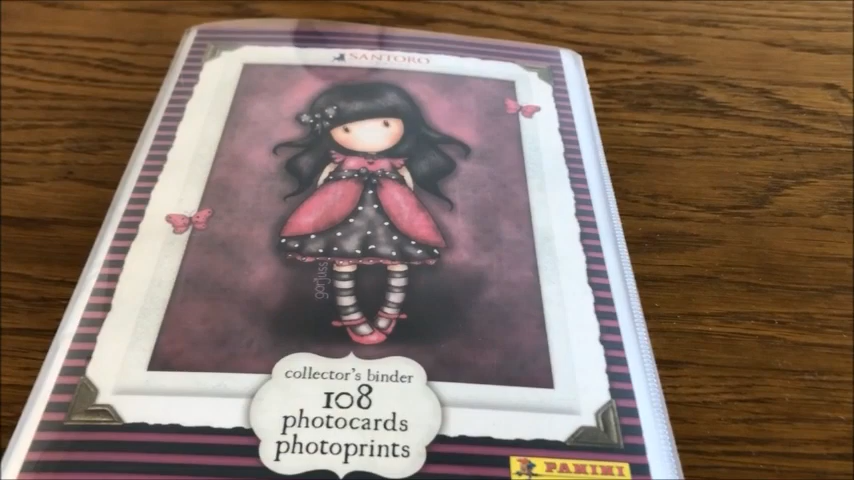 SANTORO
gorjuss
collector's binder
108
photocards
photoprints
PANINI